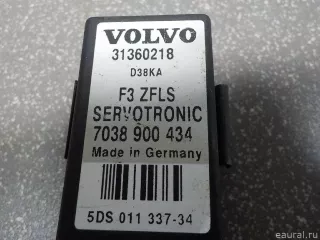 VOLVO
31360218
D38KA
F3 ZFLS
SERVOTRONIC
7038 900 434
Made in Germany
5DS 011 337-34
eaural.ru